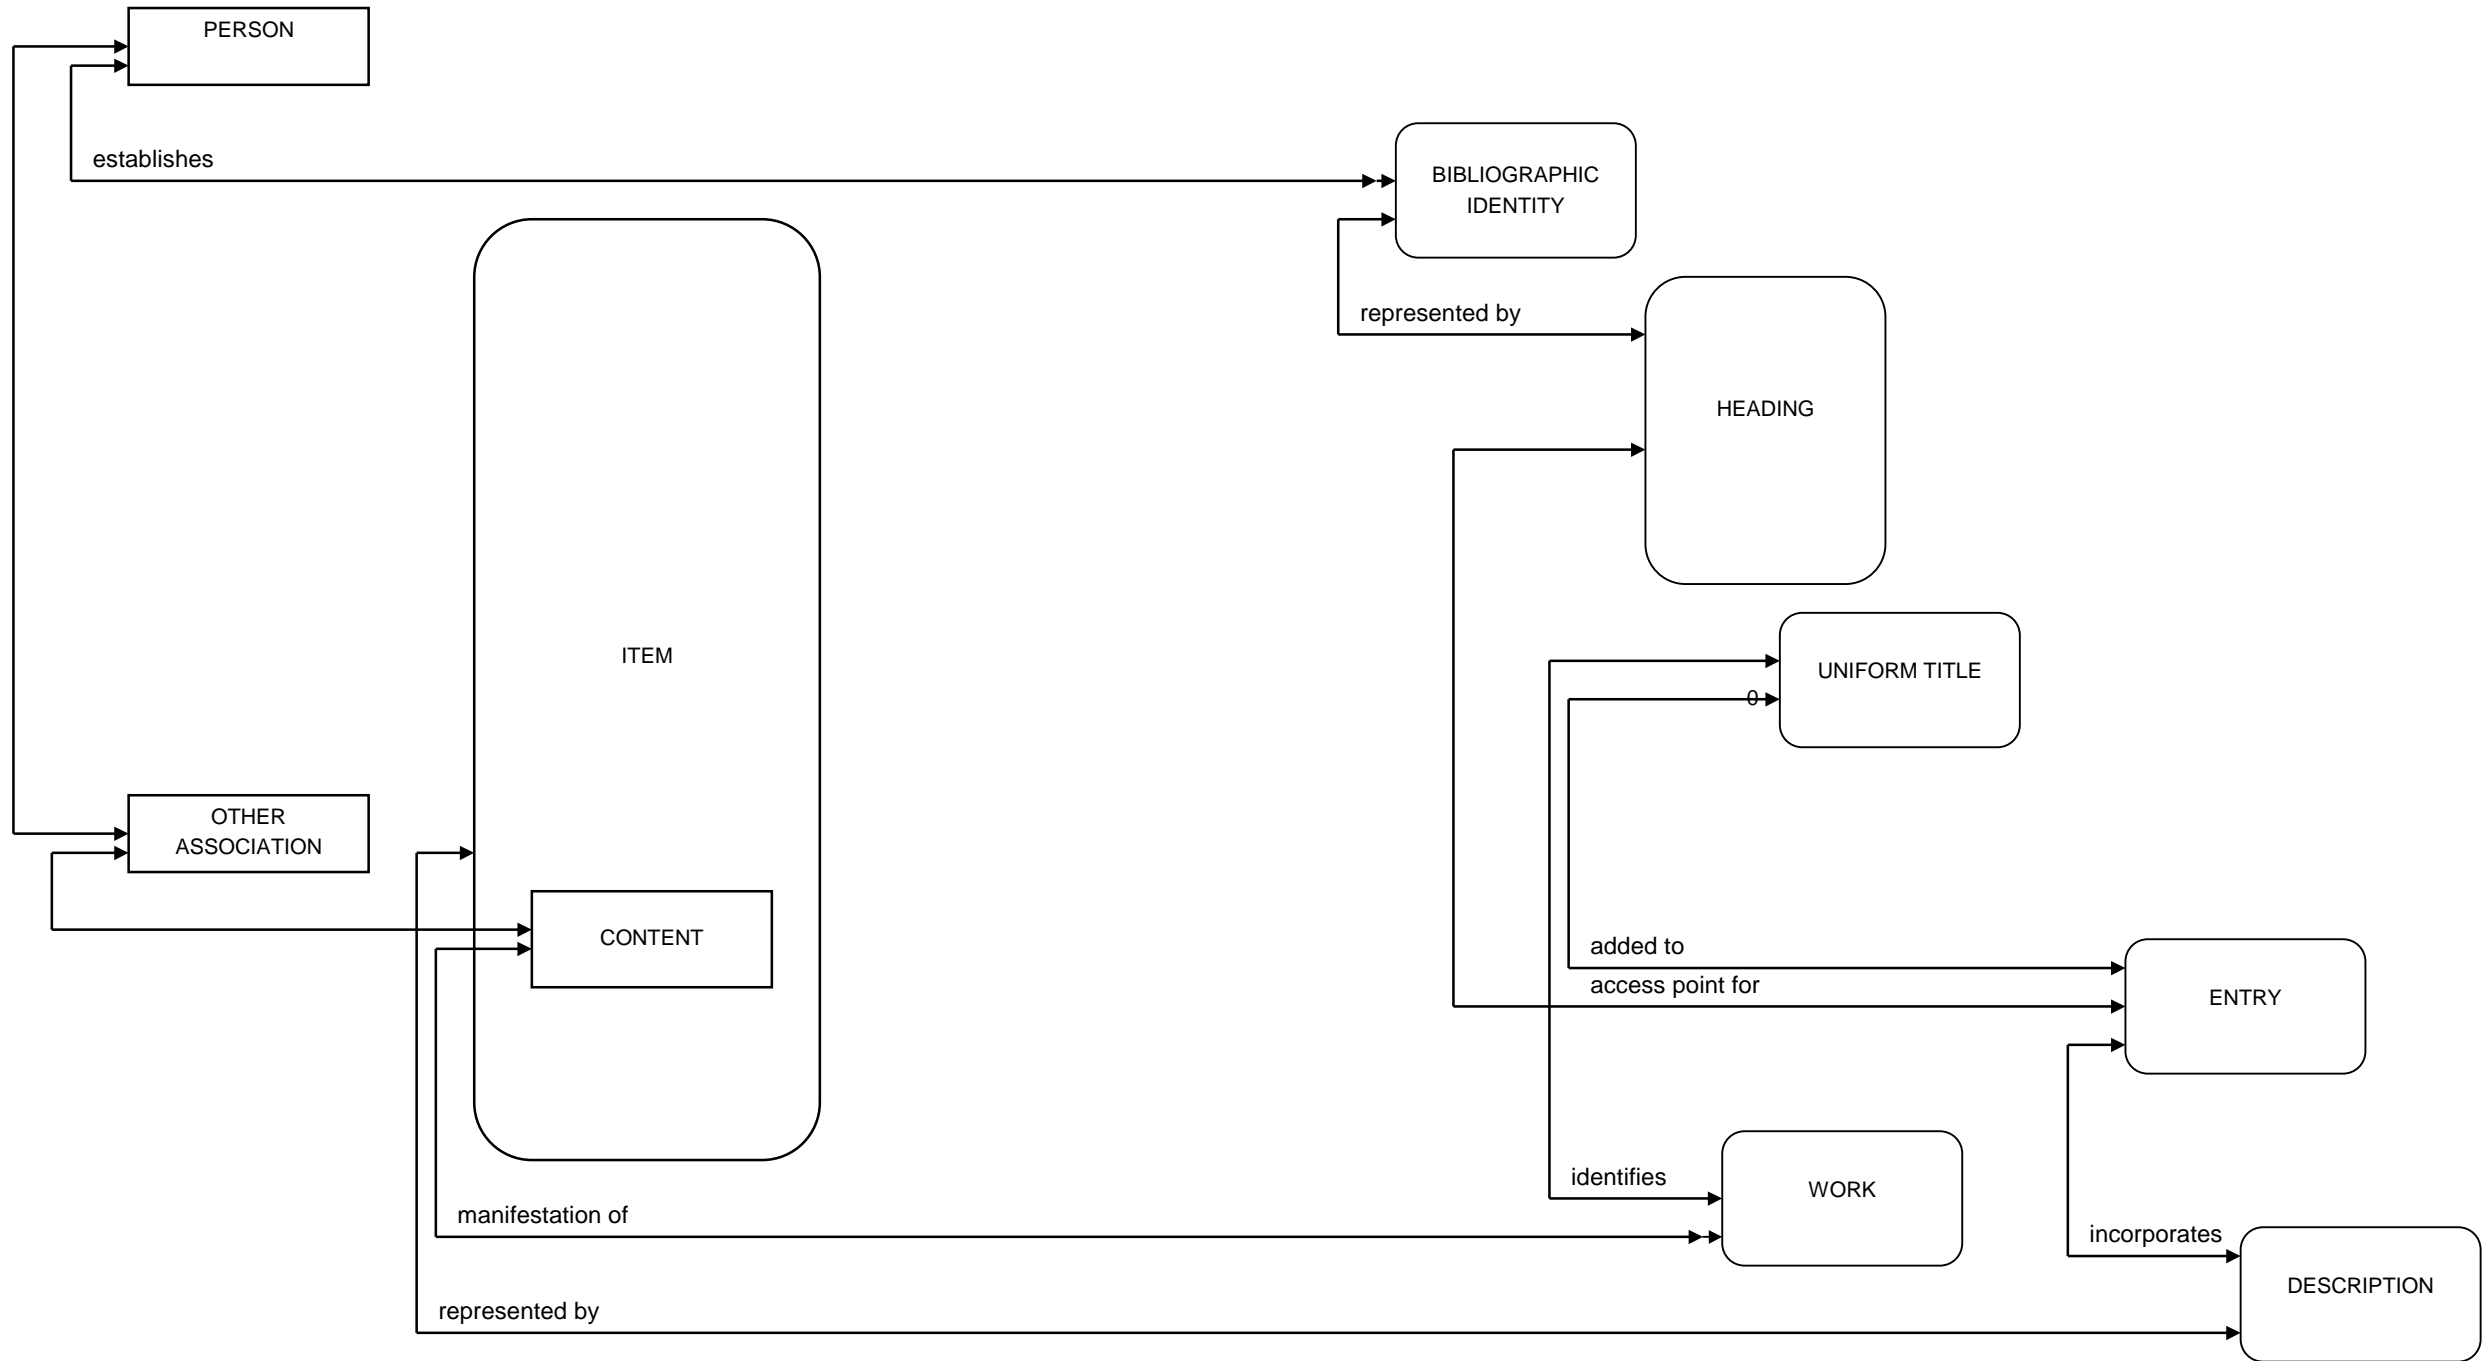 PERSON
establishes
BIBLIOGRAPHIC
IDENTITY
represented by
HEADING
ITEM
UNIFORM TITLE
0
OTHER
ASSOCIATION
CONTENT
added to
access point for
ENTRY
identifies
WORK
manifestation of
incorporates
DESCRIPTION
represented by